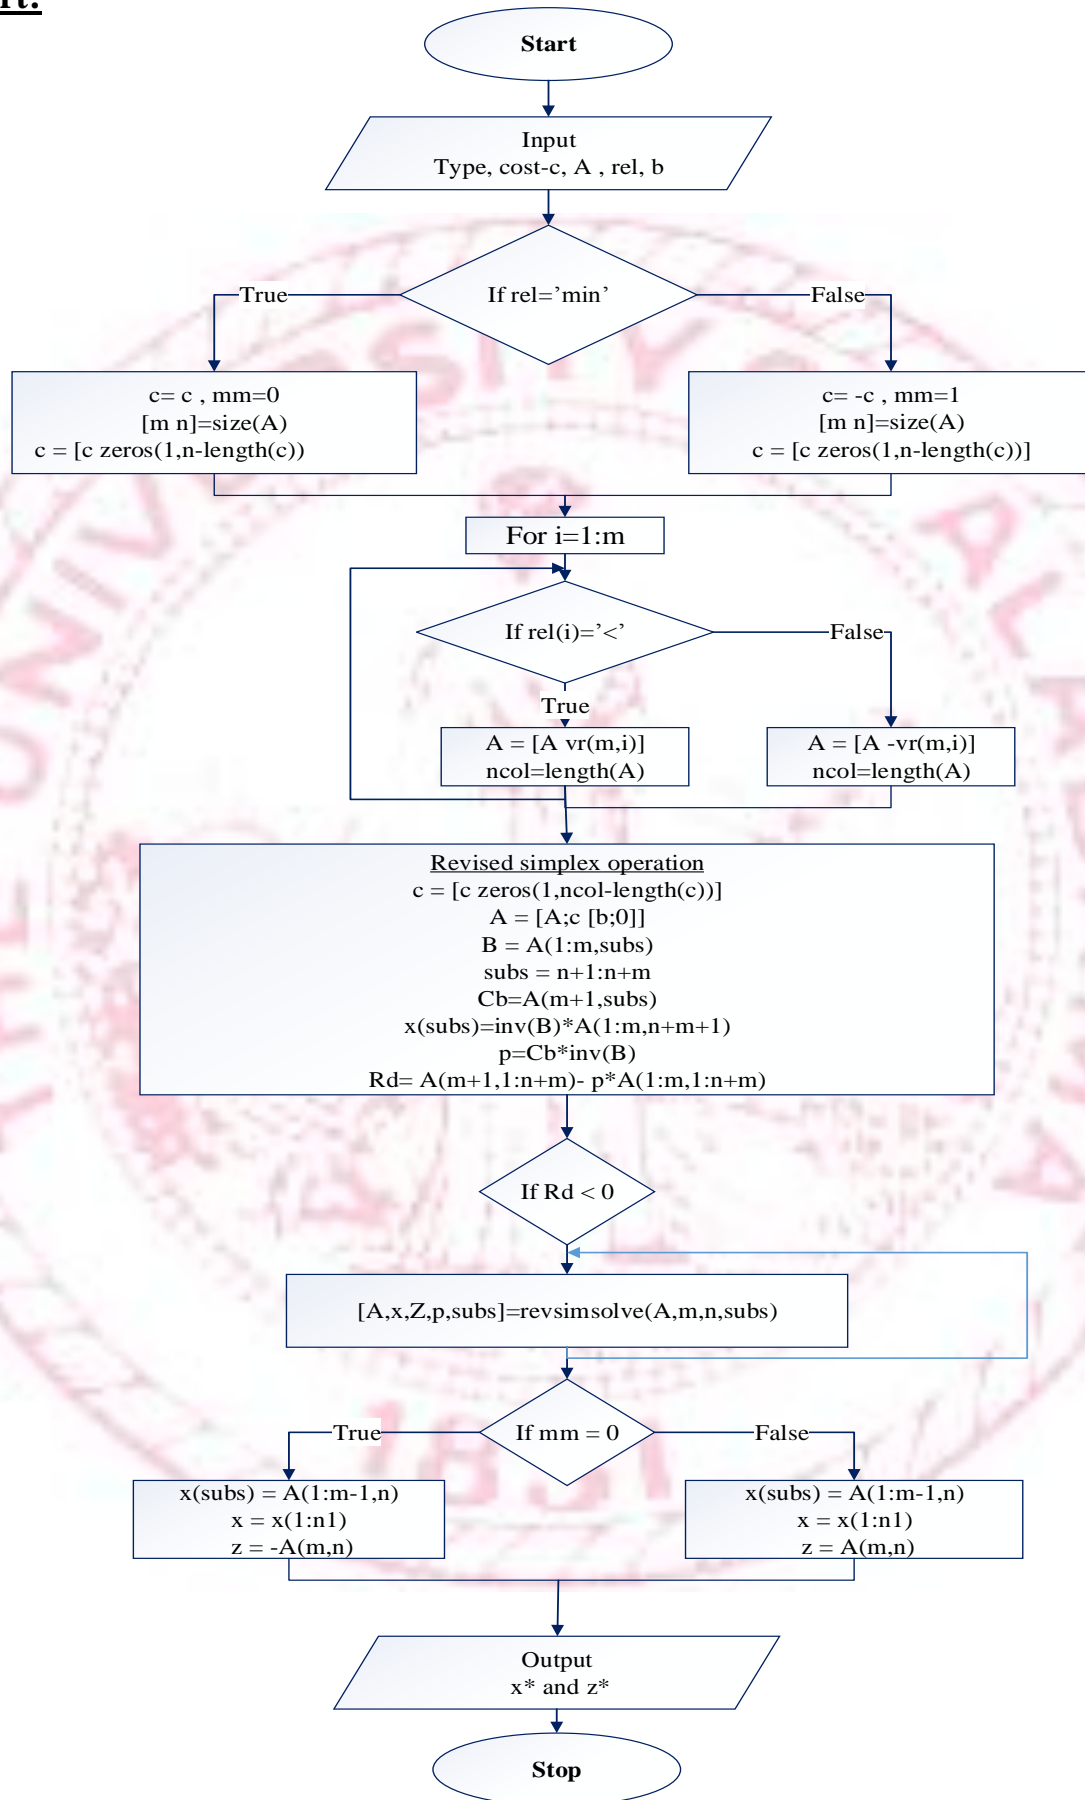 Start
Input
Type, cost-c, A , rel, b
If rel='min'
True
False
c= c , mm=0
[m n]=size(A)
c = [c zeros(1,n-length(c))
c= -c , mm=1
[m n]=size(A)
c = [c zeros(1,n-length(c))]
For i=1:m
If rel(i)='<'
False
True
A = [A vr(m,i)]
ncol=length(A)
A = [A -vr(m,i)]
ncol=length(A)
Revised simplex operation
c = [c zeros(1,ncol-length(c))]
A = [A;c [b;0]]
B = A(1:m,subs)
subs = n+1:n+m
Cb=A(m+1,subs)
x(subs)=inv(B)*A(1:m,n+m+1)
p=Cb*inv(B)
Rd= A(m+1,1:n+m)- p*A(1:m,1:n+m)
If Rd < 0
[A,x,Z,p,subs]=revsimsolve(A,m,n,subs)
If mm = 0
True
False
x(subs) = A(1:m-1,n)
x = x(1:n1)
z = -A(m,n)
x(subs) = A(1:m-1,n)
x = x(1:n1)
z = A(m,n)
Output
x* and z*
Stop
1831